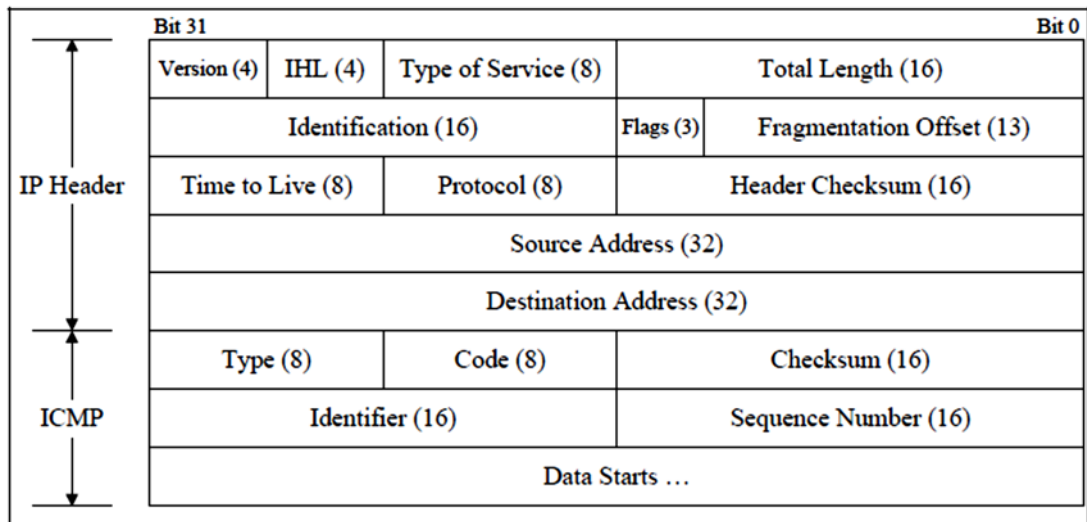 Bit 31 Bit 0
Version (4) IHL (4) Type of Service (8) Total Length (16)
Identification (16) Flags (3) Fragmentation Offset (13)
IP Header Time to Live (8) Protocol (8) Header Checksum (16)
Source Address (32)
Destination Address (32)
Type (8) Code (8) Checksum (16)
ICMP Identifier (16) Sequence Number (16)
Data Starts ...